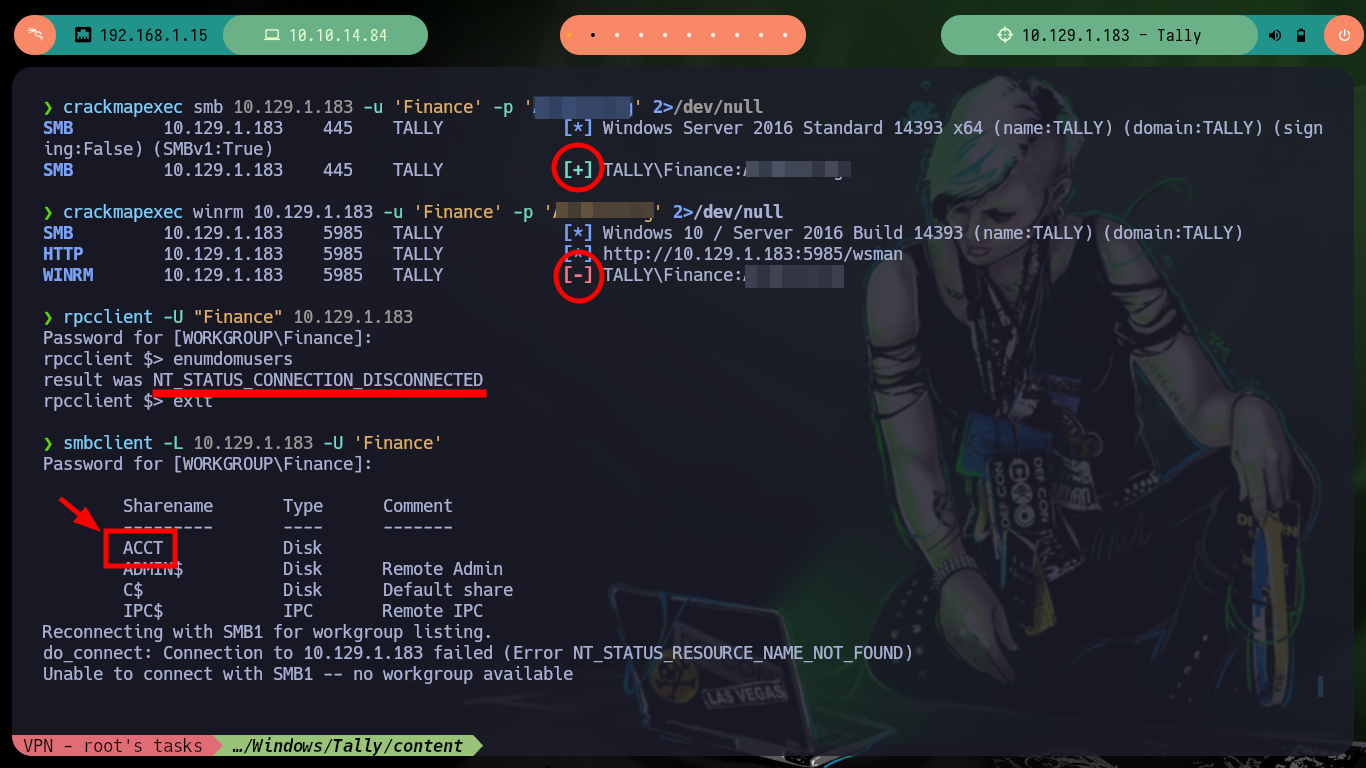 192.168.1.15 10.10.14.84 10.129.1.183 - Tally
❯ crackmapexec smb 10.129.1.183 -u 'Finance' -p '' 2>/dev/null
SMB 10.129.1.183 445 TALLY [*] Windows Server 2016 Standard 14393 x64 (name:TALLY) (domain:TALLY) (sign
ing:False) (SMBv1:True)
SMB 10.129.1.183 445 TALLY [+] TALLY\Finance:
❯ crackmapexec winrm 10.129.1.183 -u 'Finance' -p '' 2>/dev/null
SMB 10.129.1.183 5985 TALLY [*] Windows 10 / Server 2016 Build 14393 (name:TALLY) (domain:TALLY)
HTTP 10.129.1.183 5985 TALLY [*] http://10.129.1.183:5985/wsman
WINRM 10.129.1.183 5985 TALLY [-] TALLY\Finance:
❯ rpcclient -U "Finance" 10.129.1.183
Password for [WORKGROUP\Finance]:
rpcclient $> enumdomusers
result was NT_STATUS_CONNECTION_DISCONNECTED
rpcclient $> exit
❯ smbclient -L 10.129.1.183 -U 'Finance'
Password for [WORKGROUP\Finance]:
Sharename Type Comment
--------- ---- -------
ACCT Disk
ADMIN$ Disk Remote Admin
C$ Disk Default share
IPC$ IPC Remote IPC
Reconnecting with SMB1 for workgroup listing.
do_connect: Connection to 10.129.1.183 failed (Error NT_STATUS_RESOURCE_NAME_NOT_FOUND)
Unable to connect with SMB1 -- no workgroup available
DEF CON
DEF CON
LAS VEGAS
VPN - root's tasks …/Windows/Tally/content